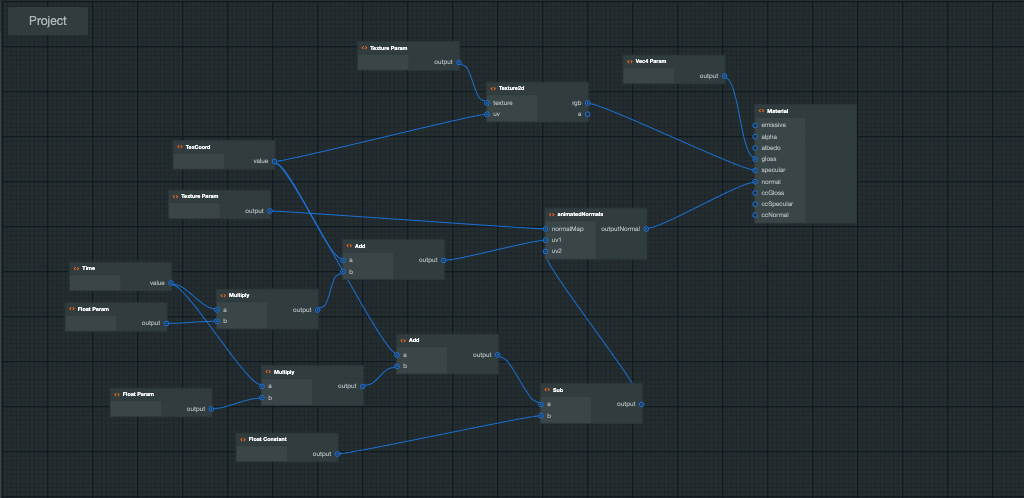 Project
Texture Param
output
Vec4 Param
output
Texture2d
texture
rgb
uv
a
Material
emissive
alpha
albedo
gloss
specular
normal
ccGloss
ccSpecular
ccNormal
TexCoord
value
Texture Param
output
animatedNormals
normalMap
outputNormal
uv1
uv2
Add
a
output
b
Time
value
Multiply
a
output
b
Float Param
output
Add
a
output
b
Multiply
a
output
b
Float Param
output
Sub
a
output
b
Float Constant
output